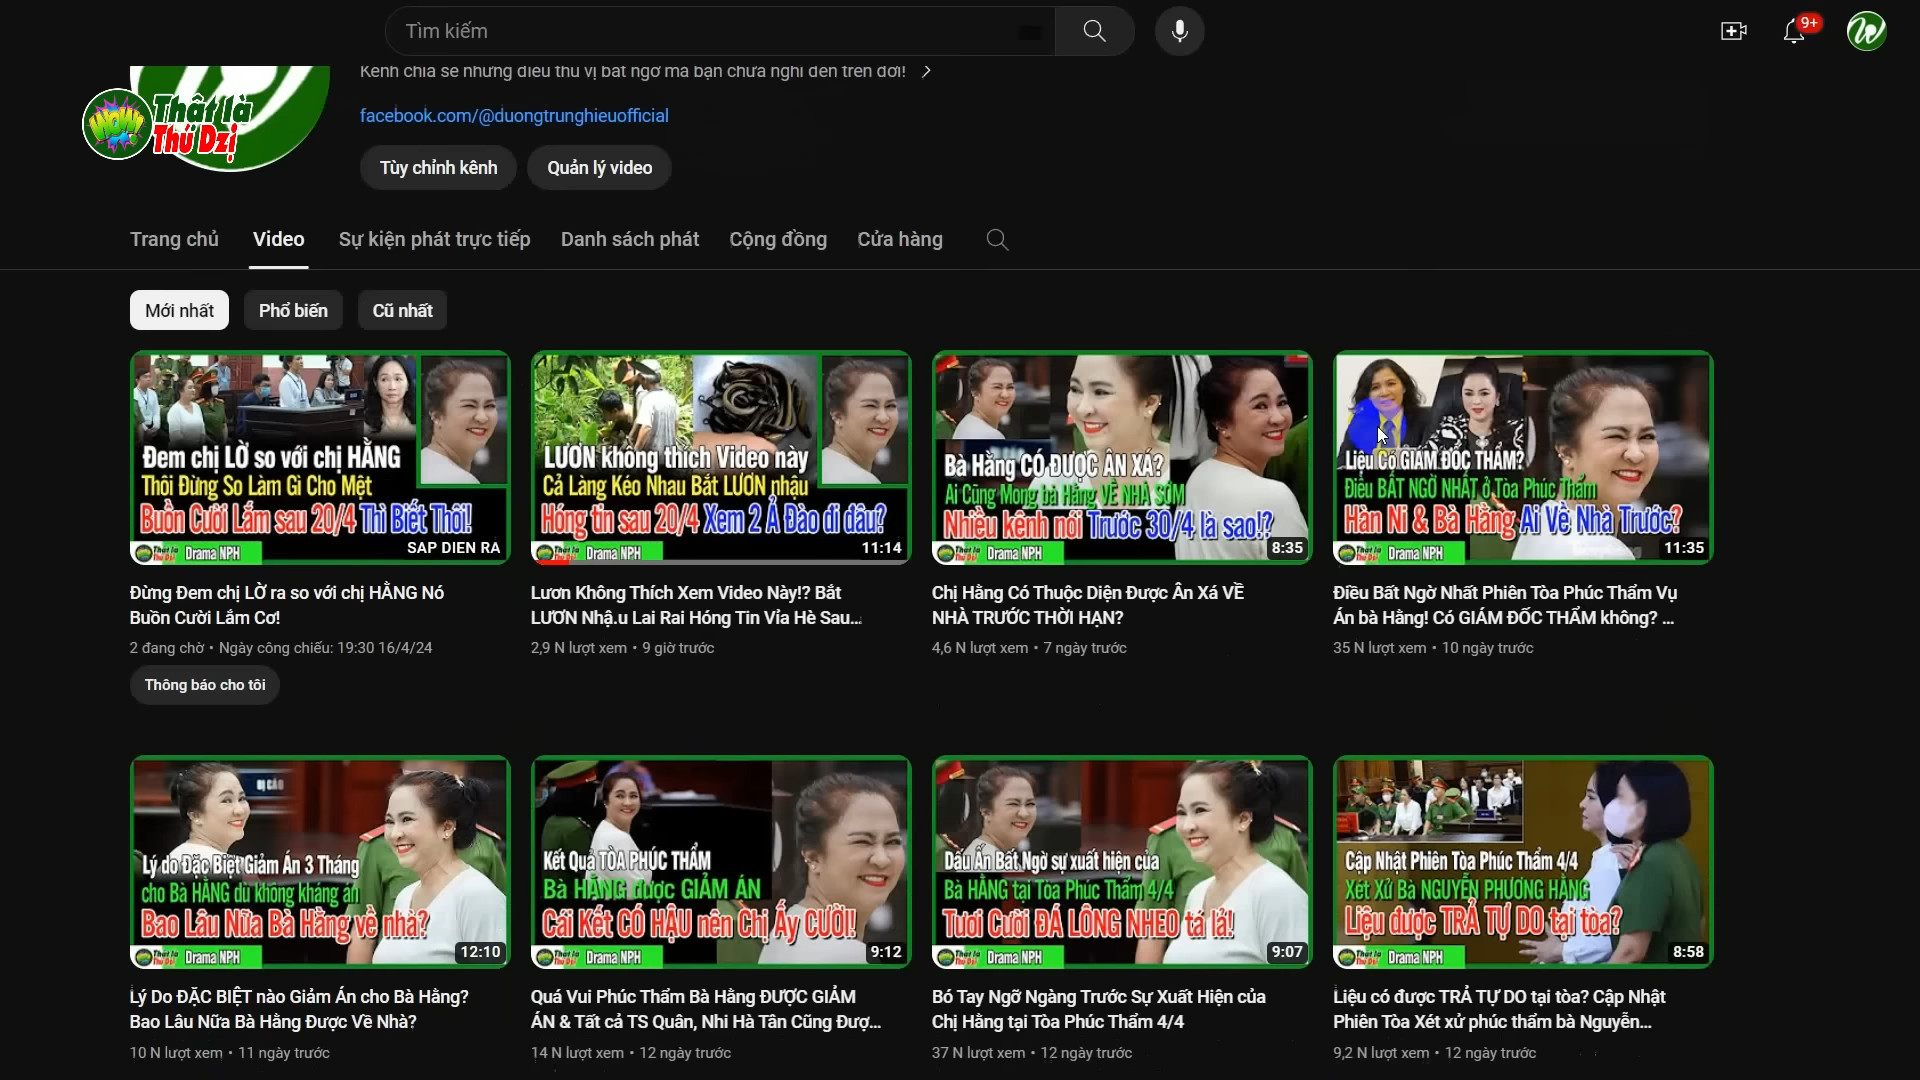 Tìm kiếm
9+
Kênh chia sẻ những điều thú vị bất ngờ mà bạn chưa nghĩ đến trên đời!
WOW!
Thật là
Thú Dzị
facebook.com/@duongtrunghieuofficial
Tùy chỉnh kênh
Quản lý video
Trang chủ
Video
Sự kiện phát trực tiếp
Danh sách phát
Cộng đồng
Cửa hàng
Mới nhất
Phổ biến
Cũ nhất
Đem chị LỜ so với chị HẰNG
Thôi Đừng So Làm Gì Cho Mệt
Buồn Cười Lắm sau 20/4 Thì Biết Thôi!
Drama NPH
SAP DIEN RA
LƯƠN không thích Video này
Cả Làng Kéo Nhau Bắt LƯƠN nhậu
Hóng tin sau 20/4 Xem 2 Ả Đào đi đâu?
Drama NPH
11:14
Bà Hằng CÓ ĐƯỢC ÂN XÁ?
Ai Cũng Mong bà Hằng VỀ NHÀ SỚM
Nhiều kênh nói Trước 30/4 là sao!?
Drama NPH
8:35
Liệu Có GIÁM ĐỐC THẨM?
Điều BẤT NGỜ NHẤT ở Tòa Phúc Thẩm
Hàn Ni & Bà Hằng Ai Về Nhà Trước?
Drama NPH
11:35
Đừng Đem chị LỜ ra so với chị HẰNG Nó
Buồn Cười Lắm Cơ!
2 đang chờ • Ngày công chiếu: 19:30 16/4/24
Thông báo cho tôi
Lươn Không Thích Xem Video Này!? Bắt
LƯƠN Nhậ.u Lai Rai Hóng Tin Vỉa Hè Sau...
2,9 N lượt xem • 9 giờ trước
Chị Hằng Có Thuộc Diện Được Ân Xá VỀ
NHÀ TRƯỚC THỜI HẠN?
4,6 N lượt xem • 7 ngày trước
Điều Bất Ngờ Nhất Phiên Tòa Phúc Thẩm Vụ
Án bà Hằng! Có GIÁM ĐỐC THẨM không? ...
35 N lượt xem • 10 ngày trước
BỊ CÁO
Lý do Đặc Biệt Giảm Án 3 Tháng
cho Bà HẰNG dù không kháng án
Bao Lâu Nữa Bà Hằng về nhà?
Drama NPH
12:10
Kết Quả TÒA PHÚC THẨM
Bà HẰNG được GIẢM ÁN
Cái Kết CÓ HẬU nên Chị Ấy CƯỜI!
Drama NPH
9:12
Dấu Ấn Bất Ngờ sự xuất hiện của
Bà HẰNG tại Tòa Phúc Thẩm 4/4
Tươi Cười ĐÁ LÔNG NHEO tá lả!
Drama NPH
9:07
Cập Nhật Phiên Tòa Phúc Thẩm 4/4
Xét Xử Bà NGUYỄN PHƯƠNG HẰNG
Liệu được TRẢ TỰ DO tại tòa?
Drama NPH
8:58
Lý Do ĐẶC BIỆT nào Giảm Án cho Bà Hằng?
Bao Lâu Nữa Bà Hằng Được Về Nhà?
10 N lượt xem • 11 ngày trước
Quá Vui Phúc Thẩm Bà Hằng ĐƯỢC GIẢM
ÁN & Tất cả TS Quân, Nhi Hà Tân Cũng Đượ...
14 N lượt xem • 12 ngày trước
Bó Tay Ngỡ Ngàng Trước Sự Xuất Hiện của
Chị Hằng tại Tòa Phúc Thẩm 4/4
37 N lượt xem • 12 ngày trước
Liệu có được TRẢ TỰ DO tại tòa? Cập Nhật
Phiên Tòa Xét xử phúc thẩm bà Nguyễn...
9,2 N lượt xem • 12 ngày trước